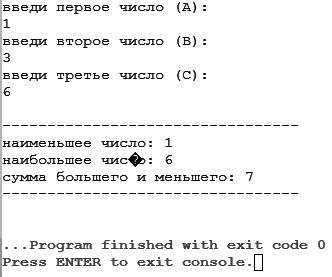 введи первое число (А):
1
введи второе число (В):
3
введи третье число (С):
6
-------------------------------
наименьшее число: 1
наибольшее чис�о: 6
сумма большего и меньшего: 7
-------------------------------
...Program finished with exit code 0
Press ENTER to exit console.